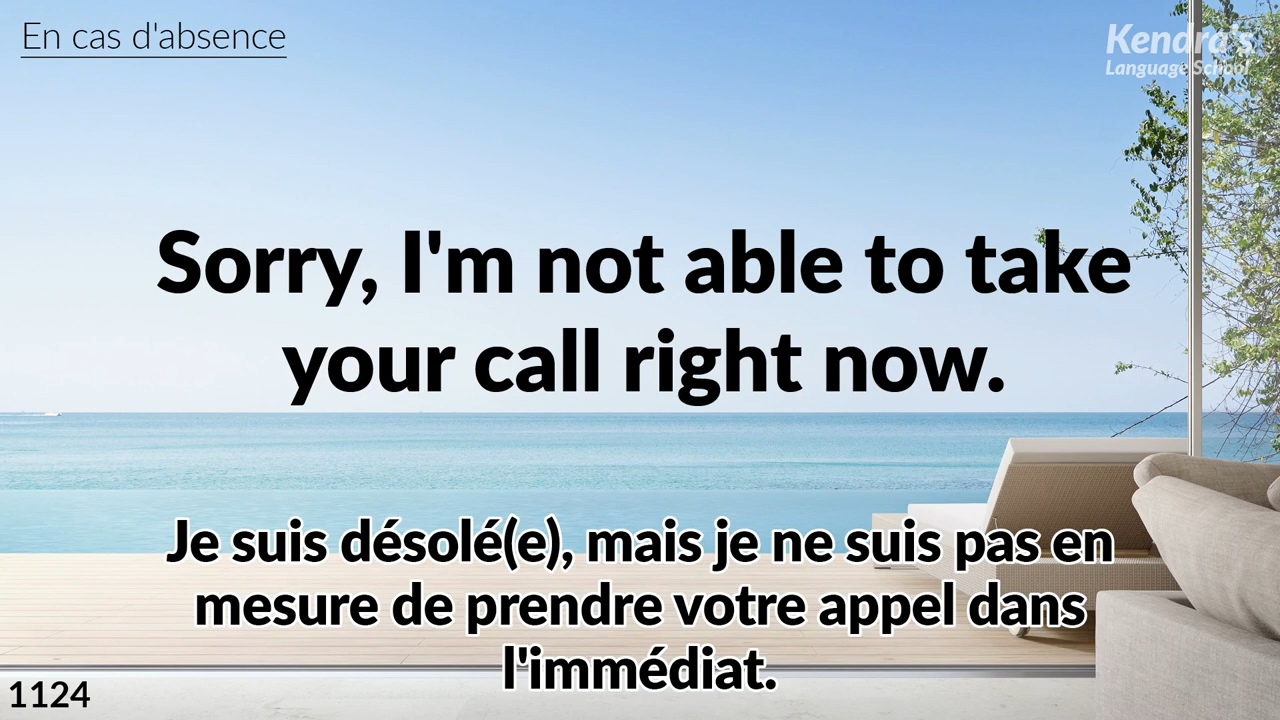 En cas d'absence
Kendra's
Language School
Sorry, I'm not able to take
your call right now.
Je suis désolé(e), mais je ne suis pas en
mesure de prendre votre appel dans
l'immédiat.
1124